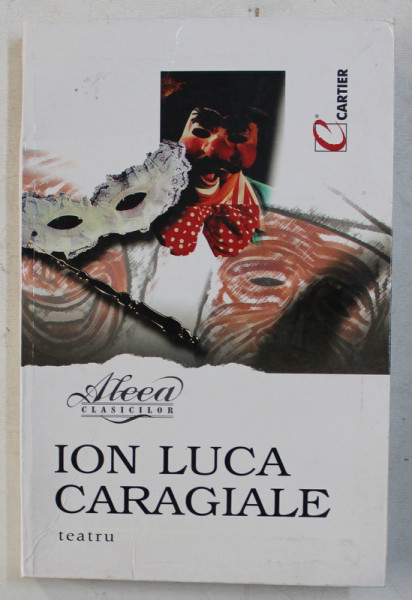 CARTIER
Aleea
CLASICILOR
ION LUCA
CARAGIALE
teatru